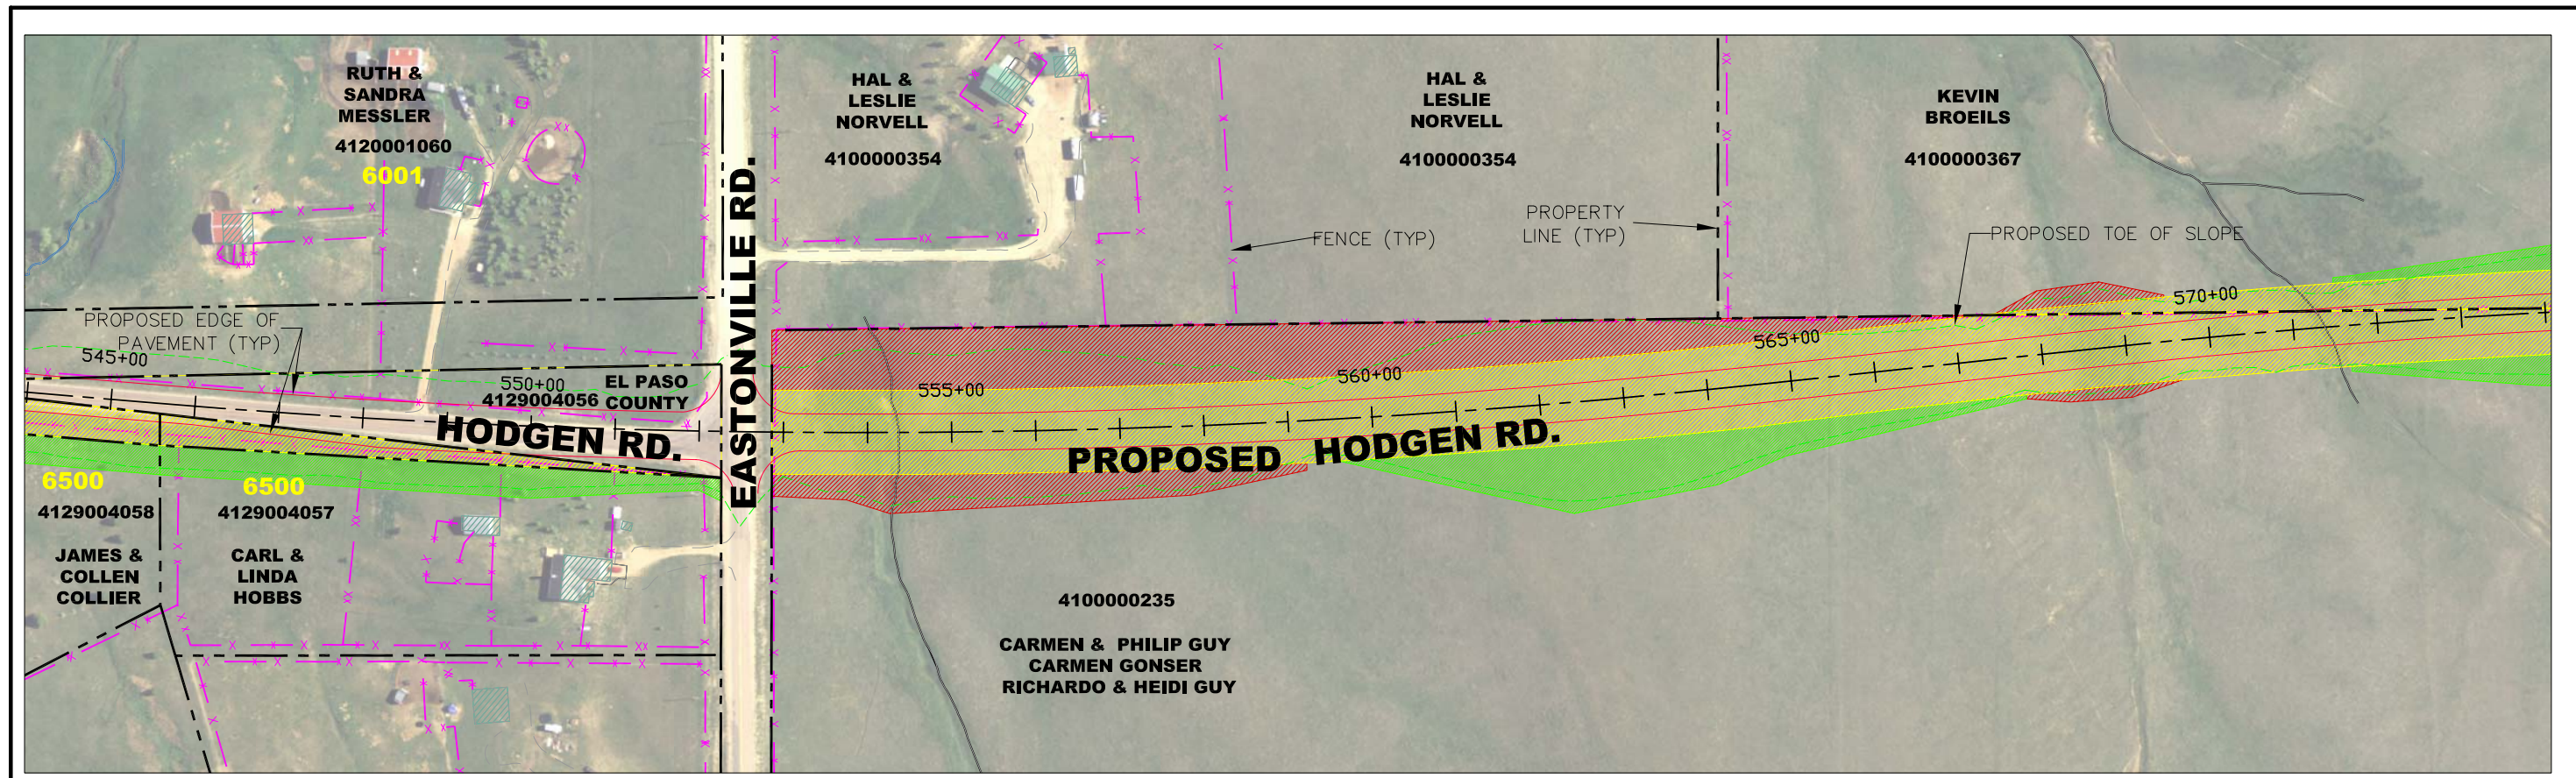 RUTH &
SANDRA
MESSLER
4120001060
6001
HAL &
LESLIE
NORVELL
4100000354
HAL &
LESLIE
NORVELL
4100000354
KEVIN
BROEILS
4100000367
EASTONVILLE RD.
FENCE (TYP)
PROPERTY
LINE (TYP)
PROPOSED TOE OF SLOPE
PROPOSED EDGE OF
PAVEMENT (TYP)
545+00
550+00
555+00
560+00
565+00
570+00
EL PASO
COUNTY
4129004056
HODGEN RD.
PROPOSED HODGEN RD.
6500
4129004058
JAMES &
COLLEN
COLLIER
6500
4129004057
CARL &
LINDA
HOBBS
4100000235
CARMEN & PHILIP GUY
CARMEN GONSER
RICHARDO & HEIDI GUY